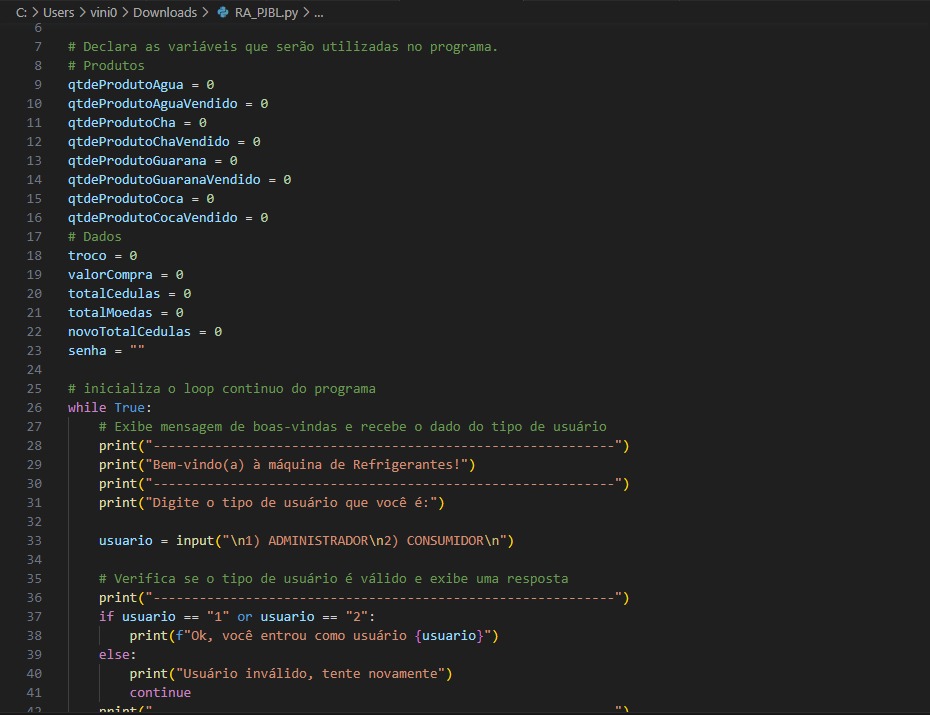 C: > Users > vini0 > Downloads > RA_PJBL.py > ...
6
7 # Declara as variáveis que serão utilizadas no programa.
8 # Produtos
9 qtdeProdutoAgua = 0
10 qtdeProdutoAguaVendido = 0
11 qtdeProdutoCha = 0
12 qtdeProdutoChaVendido = 0
13 qtdeProdutoGuarana = 0
14 qtdeProdutoGuaranaVendido = 0
15 qtdeProdutoCoca = 0
16 qtdeProdutoCocaVendido = 0
17 # Dados
18 troco = 0
19 valorCompra = 0
20 totalCedulas = 0
21 totalMoedas = 0
22 novoTotalCedulas = 0
23 senha = ""
24
25 # inicializa o loop continuo do programa
26 while True:
27     # Exibe mensagem de boas-vindas e recebe o dado do tipo de usuário
28     print("------------------------------------------------------------")
29     print("Bem-vindo(a) à máquina de Refrigerantes!")
30     print("------------------------------------------------------------")
31     print("Digite o tipo de usuário que você é:")
32
33     usuario = input("\n1) ADMINISTRADOR\n2) CONSUMIDOR\n")
34
35     # Verifica se o tipo de usuário é válido e exibe uma resposta
36     print("------------------------------------------------------------")
37     if usuario == "1" or usuario == "2":
38         print(f"Ok, você entrou como usuário {usuario}")
39     else:
40         print("Usuário inválido, tente novamente")
41         continue
42     print("------------------------------------------------------------")